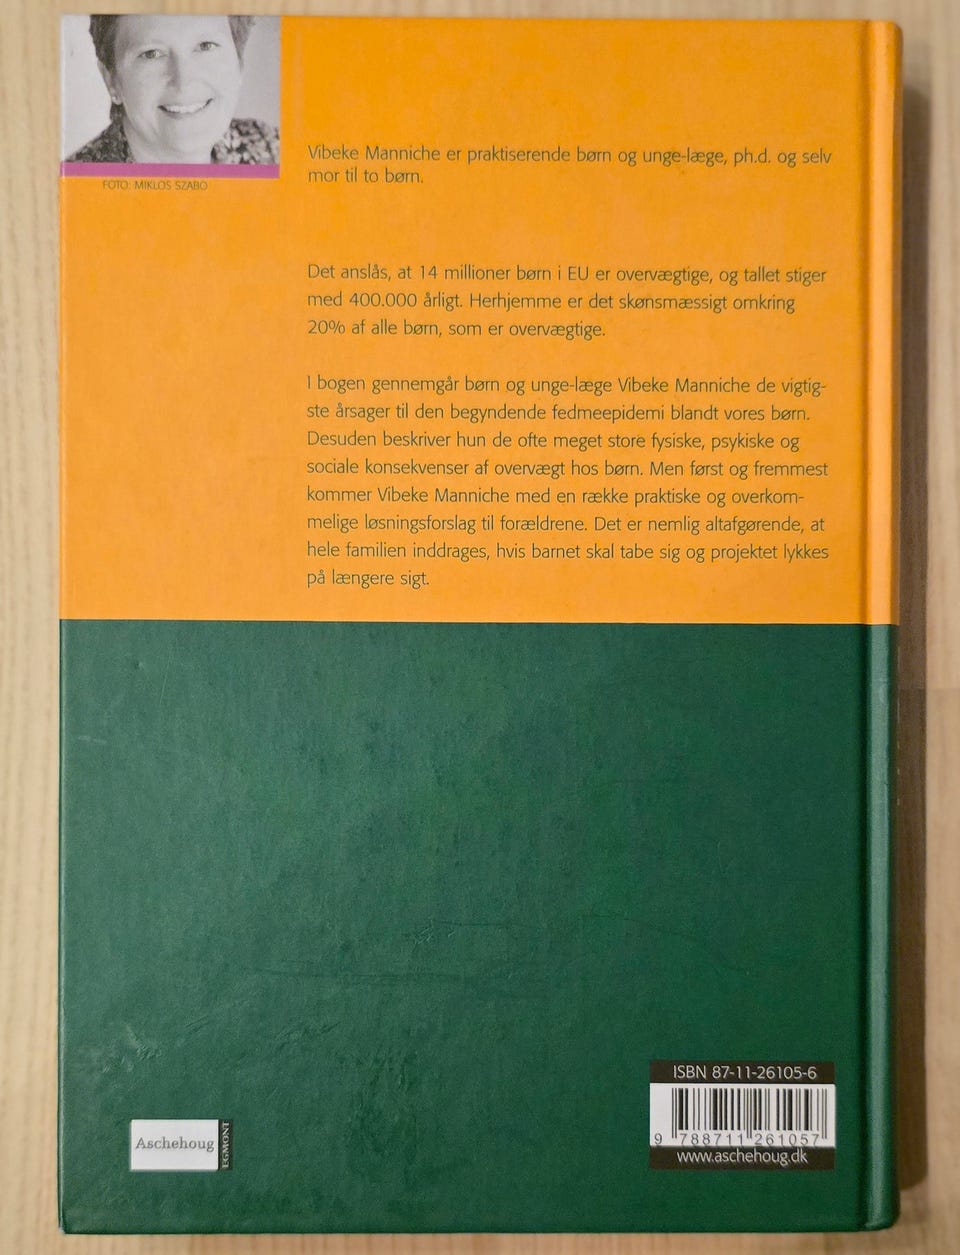 FOTO: MIKLOS SZABO
Vibeke Manniche er praktiserende børn og unge-læge, ph.d. og selv
mor til to børn.
Det anslås, at 14 millioner børn i EU er overvægtige, og tallet stiger
med 400.000 årligt. Herhjemme er det skønsmæssigt omkring
20% af alle børn, som er overvægtige.
I bogen gennemgår børn og unge-læge Vibeke Manniche de vigtig-
ste årsager til den begyndende fedmeepidemi blandt vores børn.
Desuden beskriver hun de ofte meget store fysiske, psykiske og
sociale konsekvenser af overvægt hos børn. Men først og fremmest
kommer Vibeke Manniche med en række praktiske og overkom-
melige løsningsforslag til forældrene. Det er nemlig altafgørende, at
hele familien inddrages, hvis barnet skal tabe sig og projektet lykkes
på længere sigt.
Aschehoug
EGMONT
ISBN 87-11-26105-6
9 788711 261057
www.aschehoug.dk